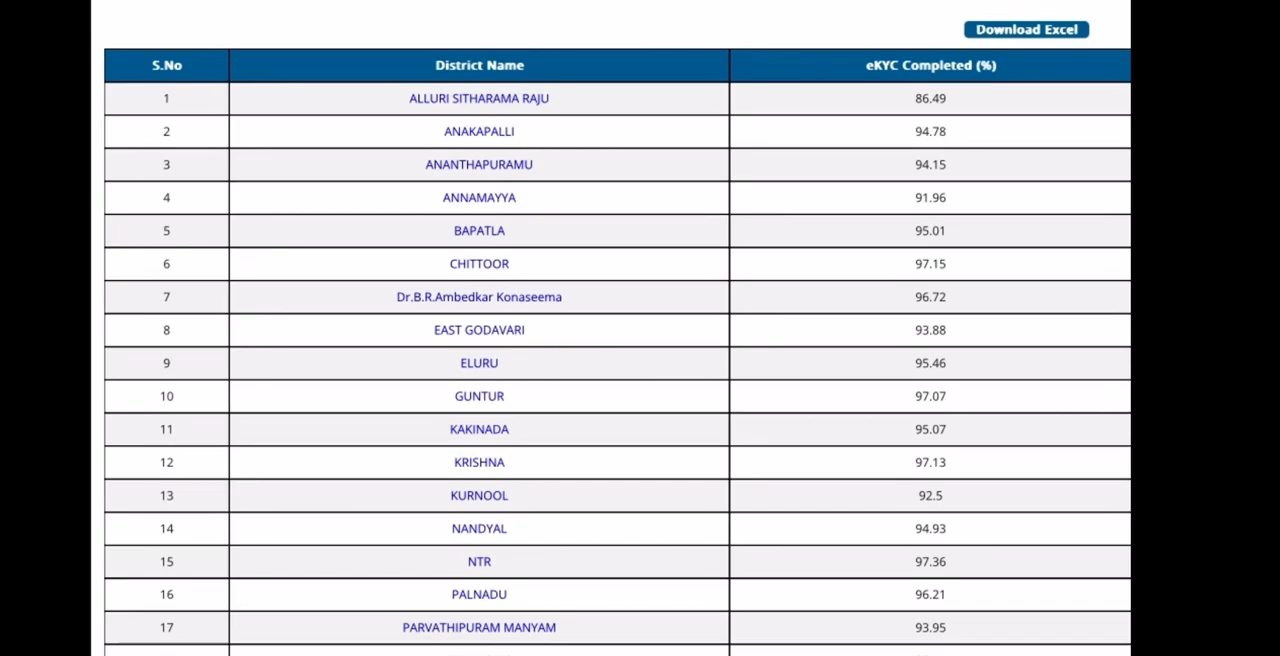 Download Excel
S.No District Name eKYC Completed (%)
1 ALLURI SITHARAMA RAJU 86.49
2 ANAKAPALLI 94.78
3 ANANTHAPURAMU 94.15
4 ANNAMAYYA 91.96
5 BAPATLA 95.01
6 CHITTOOR 97.15
7 Dr.B.R.Ambedkar Konaseema 96.72
8 EAST GODAVARI 93.88
9 ELURU 95.46
10 GUNTUR 97.07
11 KAKINADA 95.07
12 KRISHNA 97.13
13 KURNOOL 92.5
14 NANDYAL 94.93
15 NTR 97.36
16 PALNADU 96.21
17 PARVATHIPURAM MANYAM 93.95